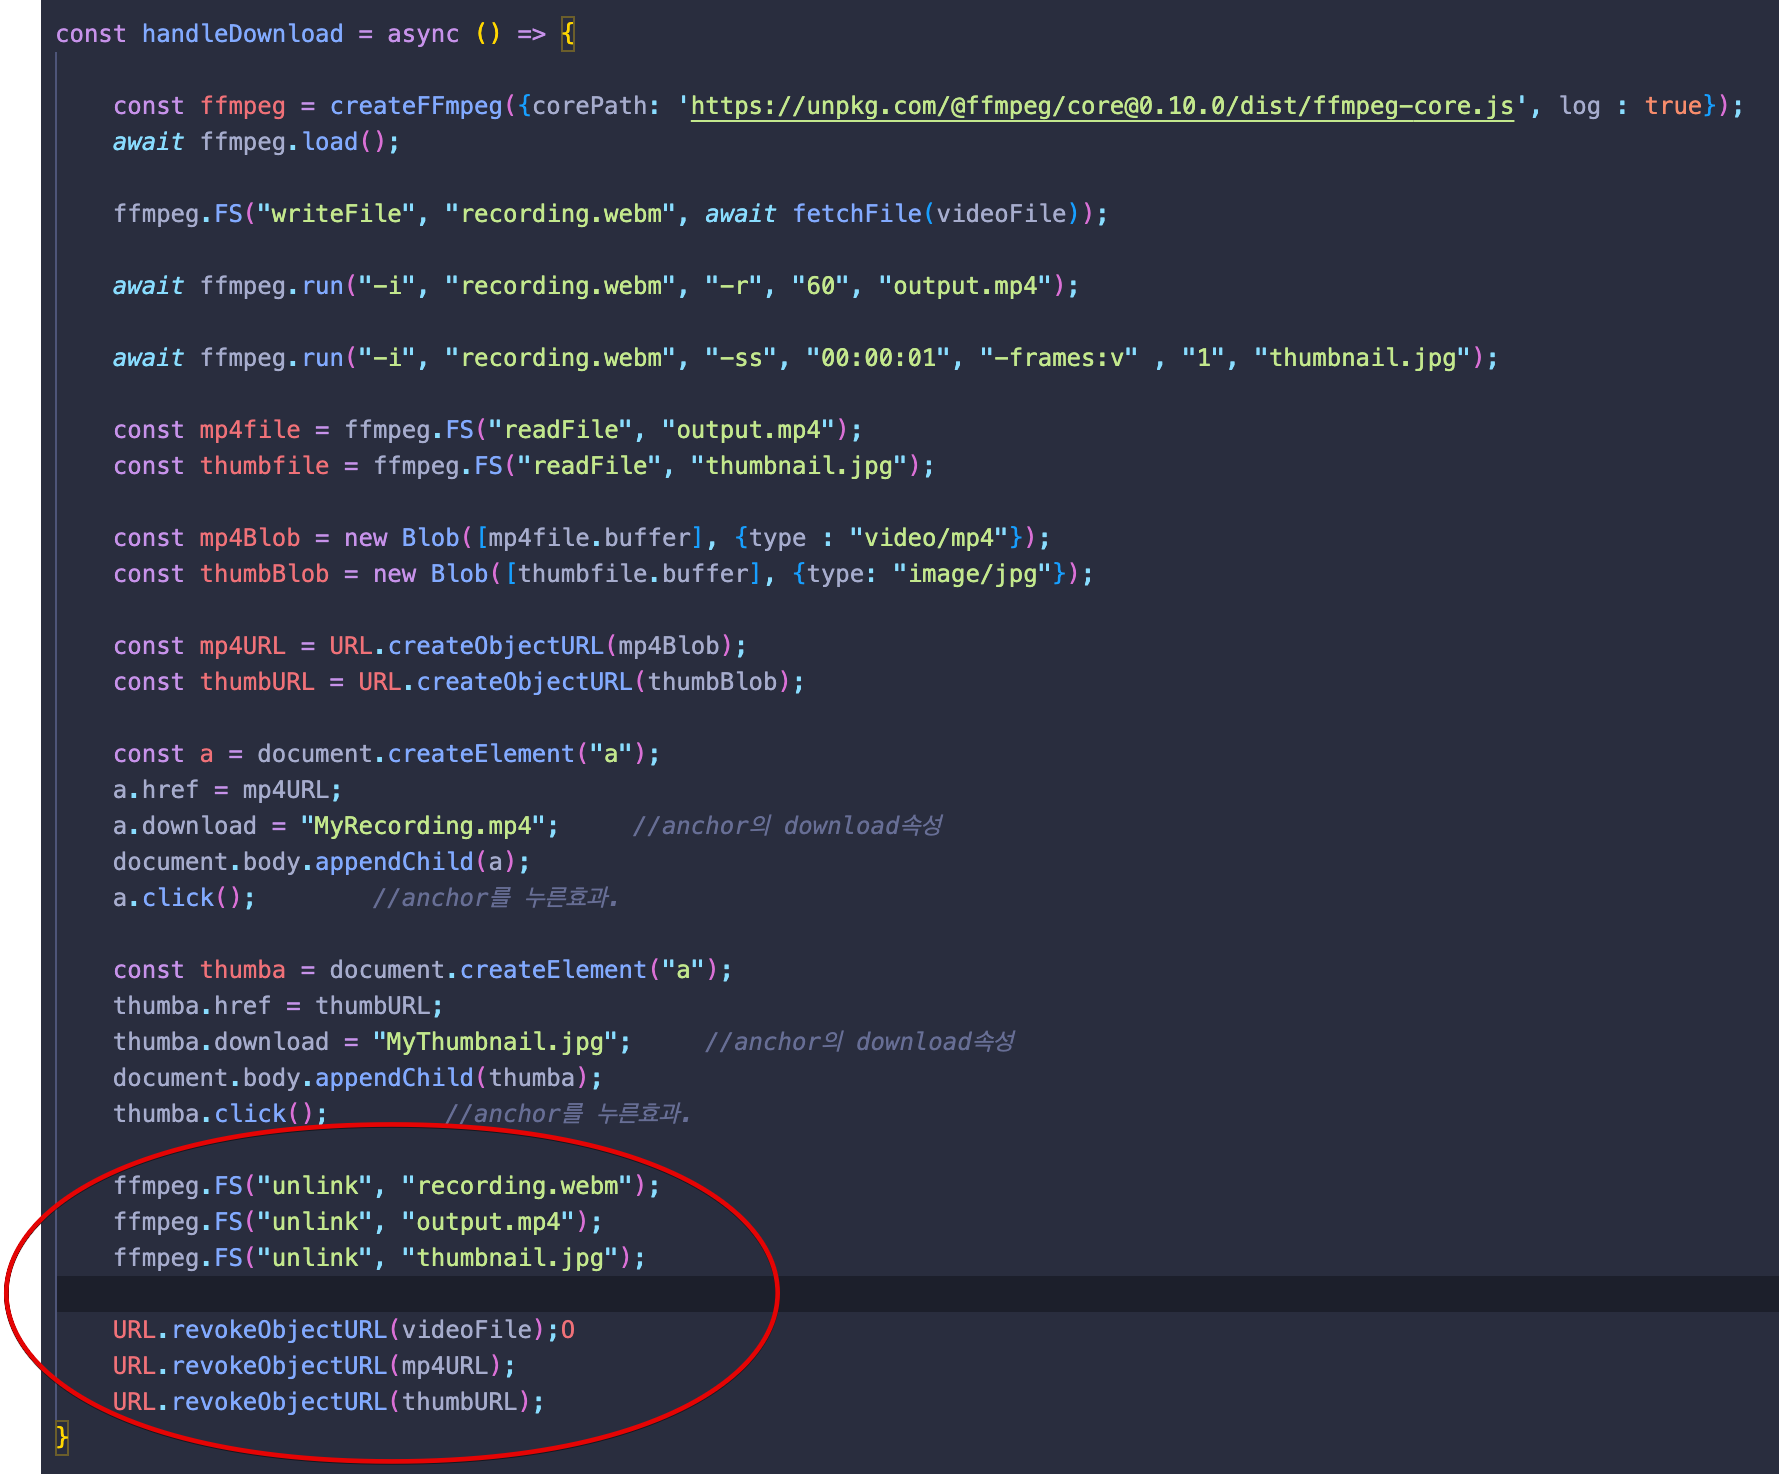 const handleDownload = async () => {
const ffmpeg = createFFmpeg({corePath: 'https://unpkg.com/@ffmpeg/core@0.10.0/dist/ffmpeg-core.js', log : true});
await ffmpeg.load();
ffmpeg.FS("writeFile", "recording.webm", await fetchFile(videoFile));
await ffmpeg.run("-i", "recording.webm", "-r", "60", "output.mp4");
await ffmpeg.run("-i", "recording.webm", "-ss", "00:00:01", "-frames:v" , "1", "thumbnail.jpg");
const mp4file = ffmpeg.FS("readFile", "output.mp4");
const thumbfile = ffmpeg.FS("readFile", "thumbnail.jpg");
const mp4Blob = new Blob([mp4file.buffer], {type : "video/mp4"});
const thumbBlob = new Blob([thumbfile.buffer], {type: "image/jpg"});
const mp4URL = URL.createObjectURL(mp4Blob);
const thumbURL = URL.createObjectURL(thumbBlob);
const a = document.createElement("a");
a.href = mp4URL;
a.download = "MyRecording.mp4"; //anchor의 download속성
document.body.appendChild(a);
a.click(); //anchor를 누른효과.
const thumba = document.createElement("a");
thumba.href = thumbURL;
thumba.download = "MyThumbnail.jpg"; //anchor의 download속성
document.body.appendChild(thumba);
thumba.click(); //anchor를 누른효과.
ffmpeg.FS("unlink", "recording.webm");
ffmpeg.FS("unlink", "output.mp4");
ffmpeg.FS("unlink", "thumbnail.jpg");
URL.revokeObjectURL(videoFile);O
URL.revokeObjectURL(mp4URL);
URL.revokeObjectURL(thumbURL);
}